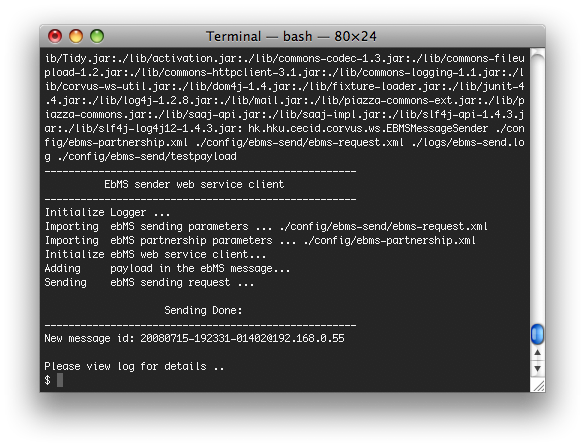 Terminal — bash — 80×24
ib/Tidy.jar:./lib/activation.jar:./lib/commons-codec-1.3.jar:./lib/commons-fileu
pload-1.2.jar:./lib/commons-httpclient-3.1.jar:./lib/commons-logging-1.1.jar:./l
ib/corvus-ws-util.jar:./lib/dom4j-1.4.jar:./lib/fixture-loader.jar:./lib/junit-4
.4.jar:./lib/log4j-1.2.8.jar:./lib/mail.jar:./lib/piazza-commons-ext.jar:./lib/p
iazza-commons.jar:./lib/saaj-api.jar:./lib/saaj-impl.jar:./lib/slf4j-api-1.4.3.j
ar:./lib/slf4j-log4j12-1.4.3.jar: hk.hku.cecid.corvus.ws.EBMSMessageSender ./con
fig/ebms-partnership.xml ./config/ebms-send/ebms-request.xml ./logs/ebms-send.lo
g ./config/ebms-send/testpayload
----------------------------------------------------
EbMS sender web service client
----------------------------------------------------
Initialize Logger ...
Importing  ebMS sending parameters ... ./config/ebms-send/ebms-request.xml
Importing  ebMS partnership parameters ... ./config/ebms-partnership.xml
Initialize ebMS web service client...
Adding     payload in the ebMS message...
Sending    ebMS sending request ...
Sending Done:
----------------------------------------------------
New message id: 20080715-192331-01402@192.168.0.55
Please view log for details ..
$